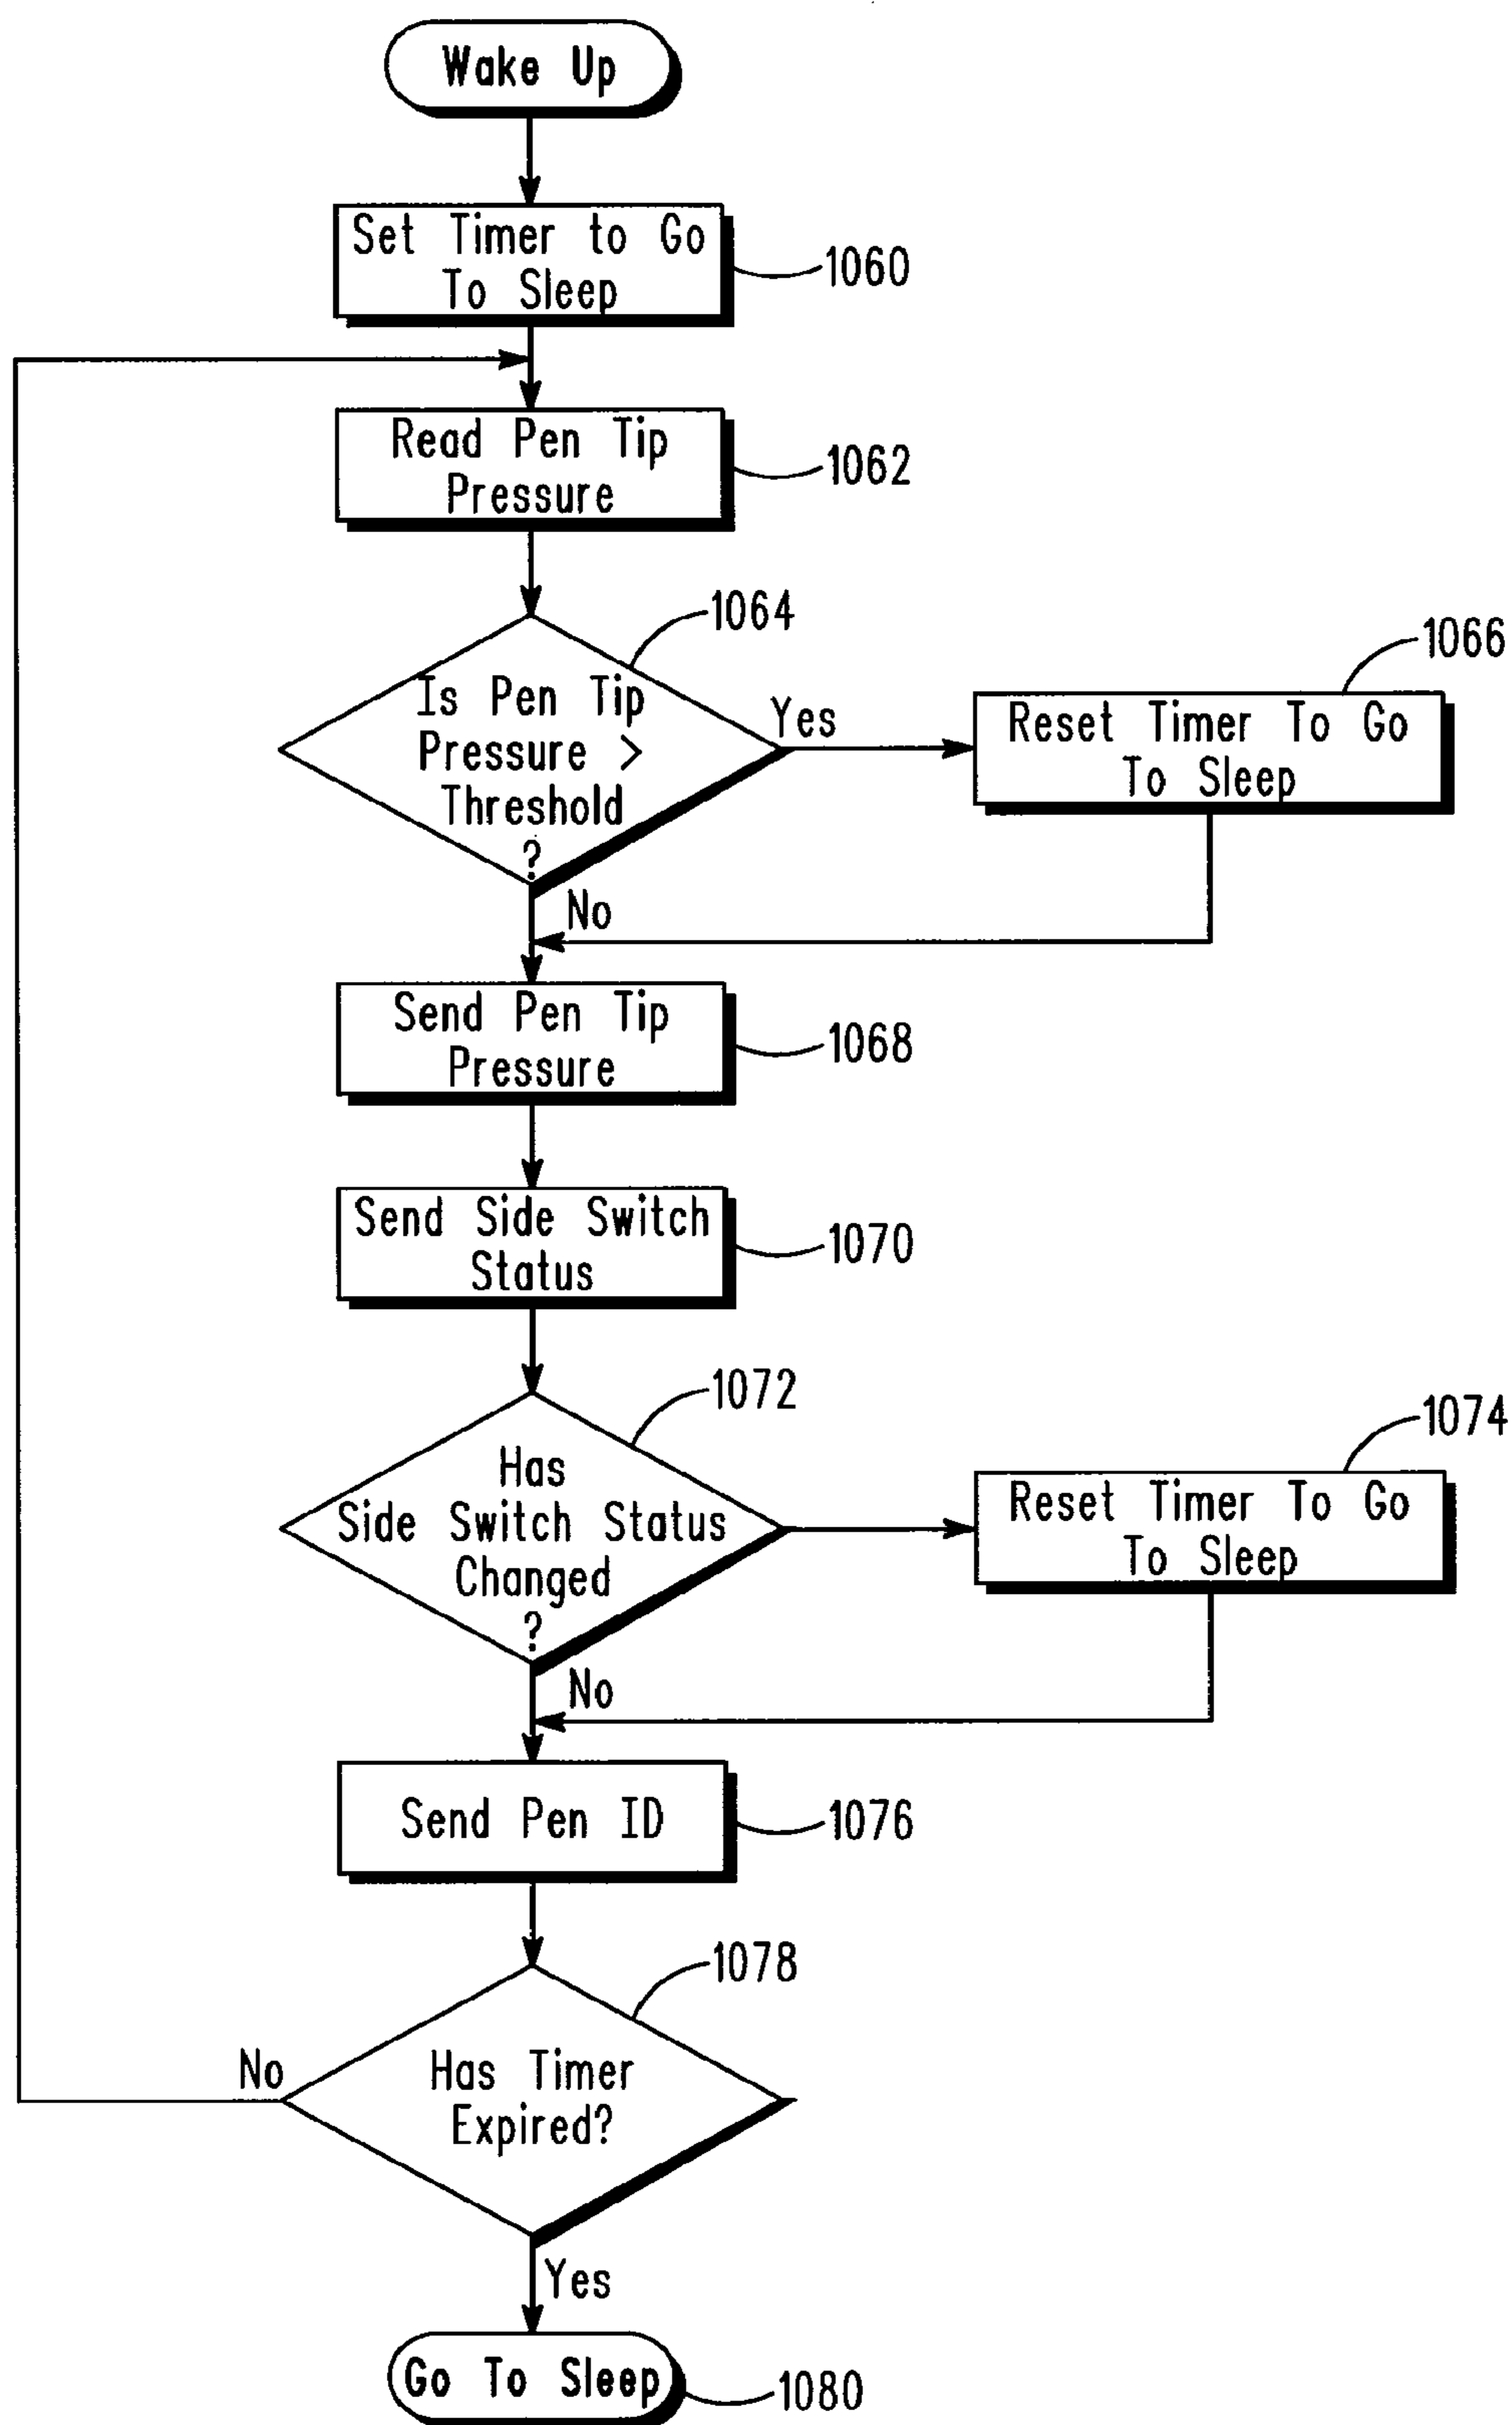 Wake Up
Set Timer to Go
To Sleep
1060
Read Pen Tip
Pressure
1062
1064
Is Pen Tip
Pressure >
Threshold
?
Yes
No
1066
Reset Timer To Go
To Sleep
Send Pen Tip
Pressure
1068
Send Side Switch
Status
1070
1072
Has
Side Switch Status
Changed
?
No
1074
Reset Timer To Go
To Sleep
Send Pen ID
1076
1078
Has Timer
Expired?
No
Yes
Go To Sleep
1080